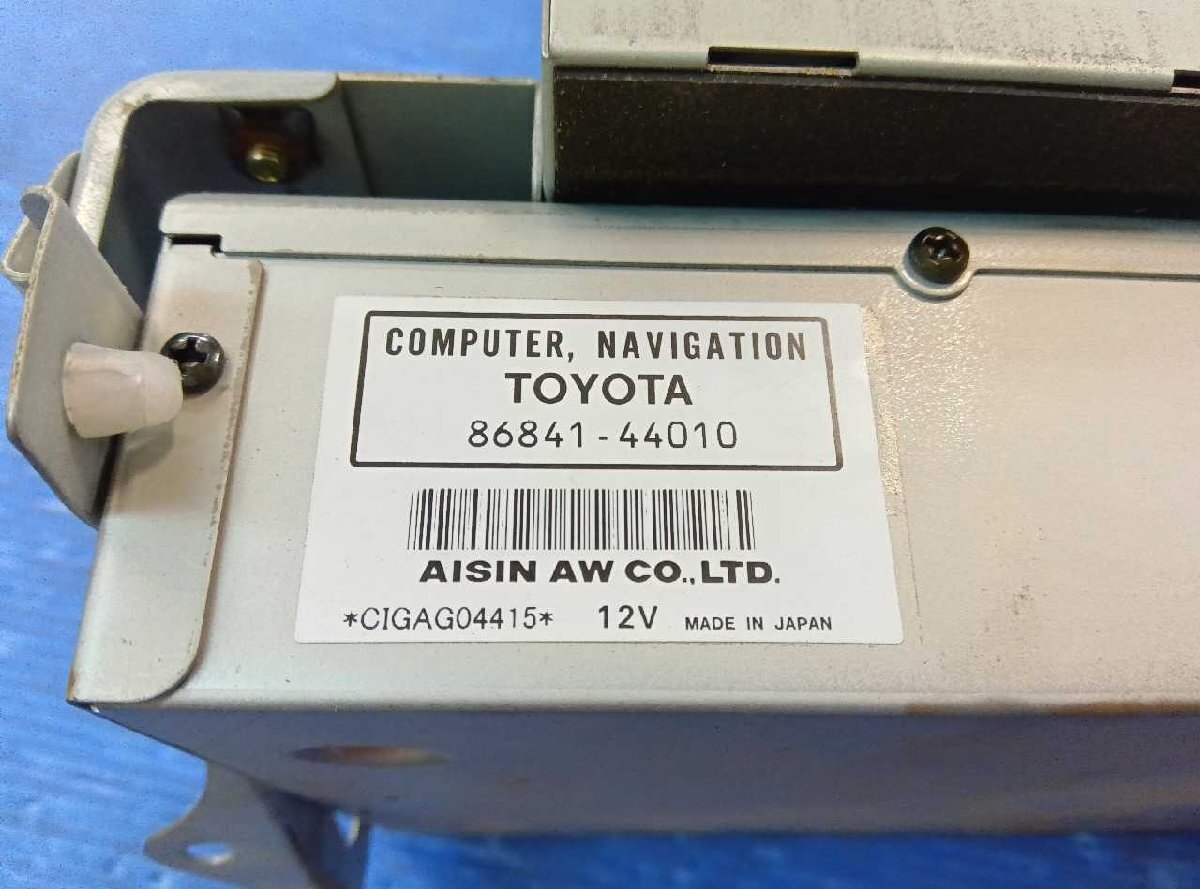 COMPUTER, NAVIGATION
TOYOTA
86841-44010
AISIN AW CO.,LTD.
*CIGAG04415* 12V MADE IN JAPAN